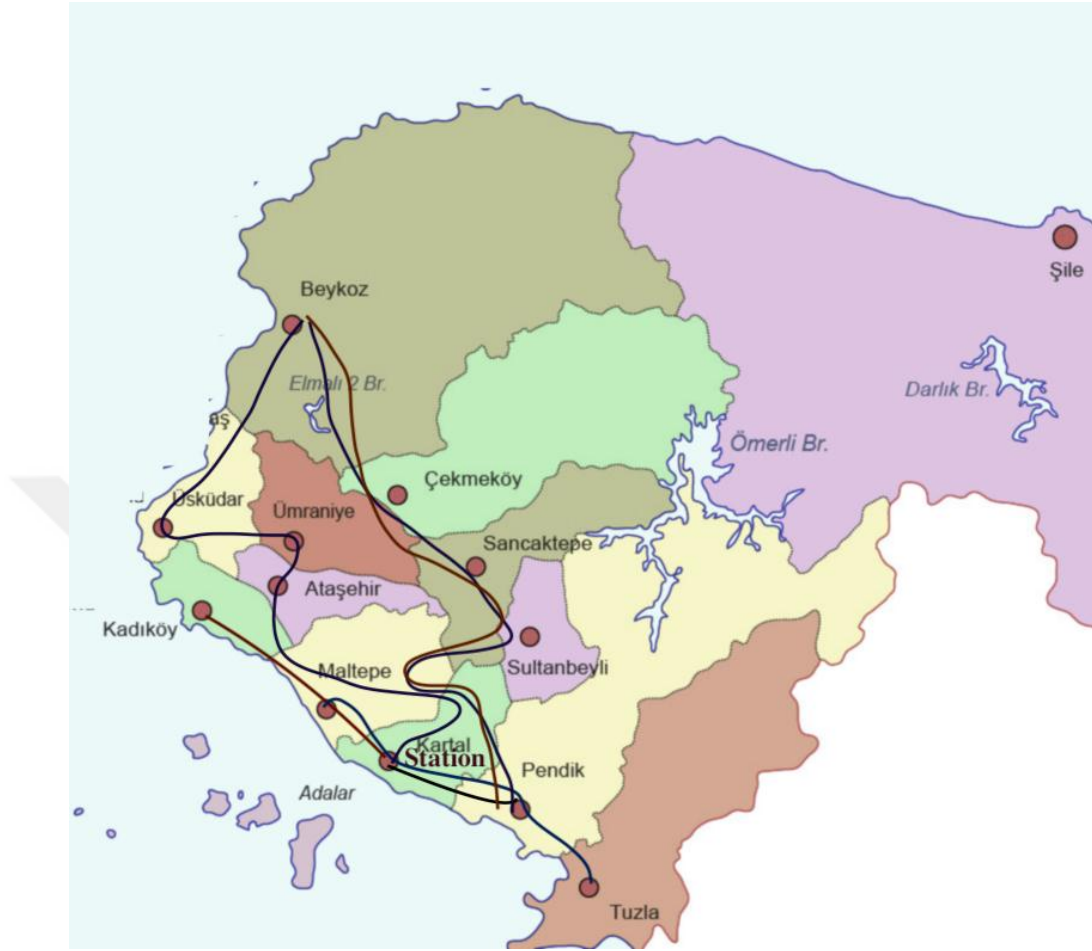 Şile
Beykoz
Elmalı 2 Br.
Darlık Br.
aş
Ömerli Br.
Çekmeköy
Üsküdar
Ümraniye
Sancaktepe
Ataşehir
Kadıköy
Maltepe
Sultanbeyli
Kartal
Station
Pendik
Adalar
Tuzla